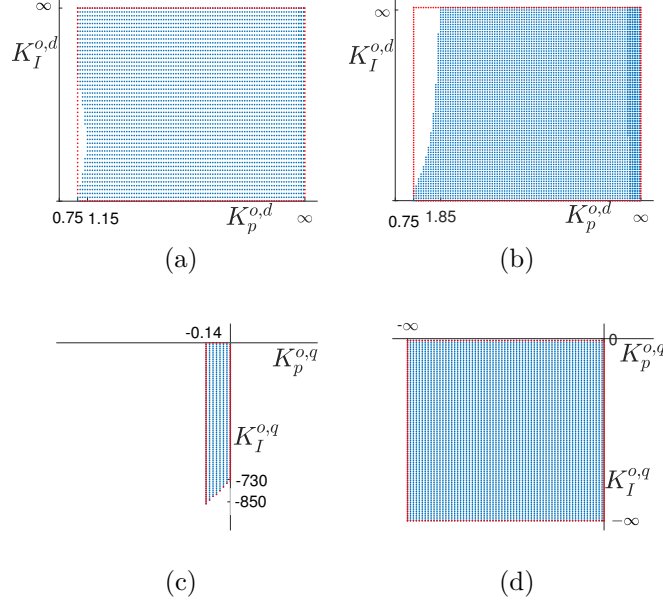 ∞
K_I^{o,d}
0.75 1.15
K_p^{o,d}
∞
(a)
∞
K_I^{o,d}
0.75 1.85
K_p^{o,d}
∞
(b)
-0.14
K_p^{o,q}
K_I^{o,q}
-730
-850
(c)
-∞
0
K_p^{o,q}
K_I^{o,q}
−∞
(d)